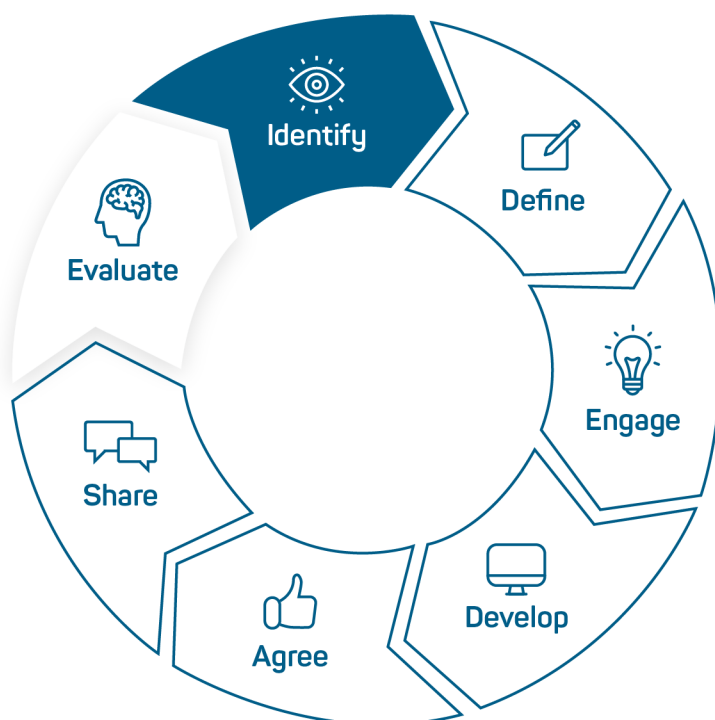 Identify
Define
Engage
Develop
Agree
Share
Evaluate